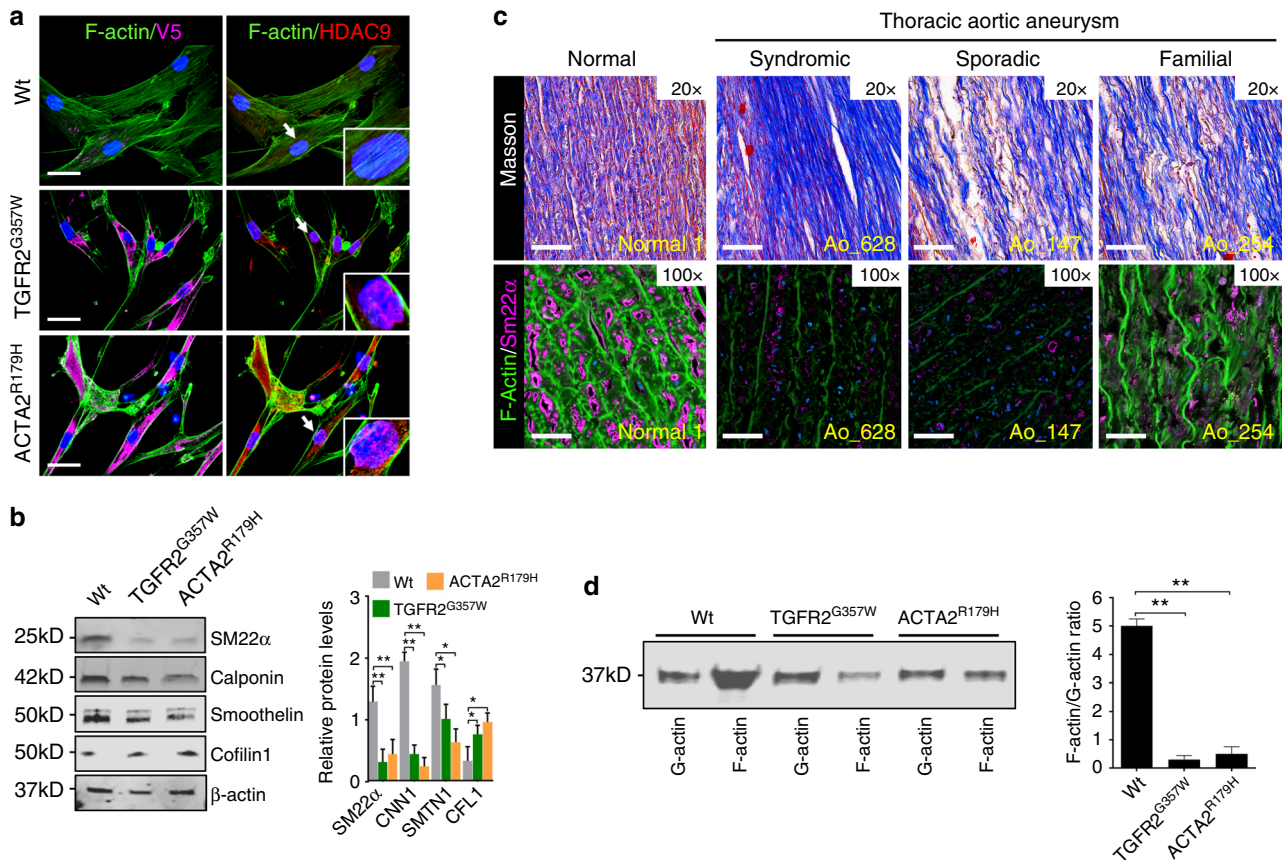 a
F-actin/V5
F-actin/HDAC9
Wt
TGFR2G357W
ACTA2R179H
c
Thoracic aortic aneurysm
Normal
Syndromic
Sporadic
Familial
Masson
20×
20×
20×
20×
Normal 1
Ao_628
Ao_147
Ao_254
F-Actin/Sm22α
100×
100×
100×
100×
Normal 1
Ao_628
Ao_147
Ao_254
b
Wt
TGFR2G357W
ACTA2R179H
25kD
SM22α
42kD
Calponin
50kD
Smoothelin
50kD
Cofilin1
37kD
β-actin
Wt
ACTA2R179H
TGFR2G357W
Relative protein levels
3
2
1
0
**
**
**
**
*
*
*
*
SM22α
CNN1
SMTN1
CFL1
d
Wt
TGFR2G357W
ACTA2R179H
37kD
G-actin
F-actin
G-actin
F-actin
G-actin
F-actin
F-actin/G-actin ratio
6
5
4
3
2
1
0
**
**
Wt
TGFR2G357W
ACTA2R179H